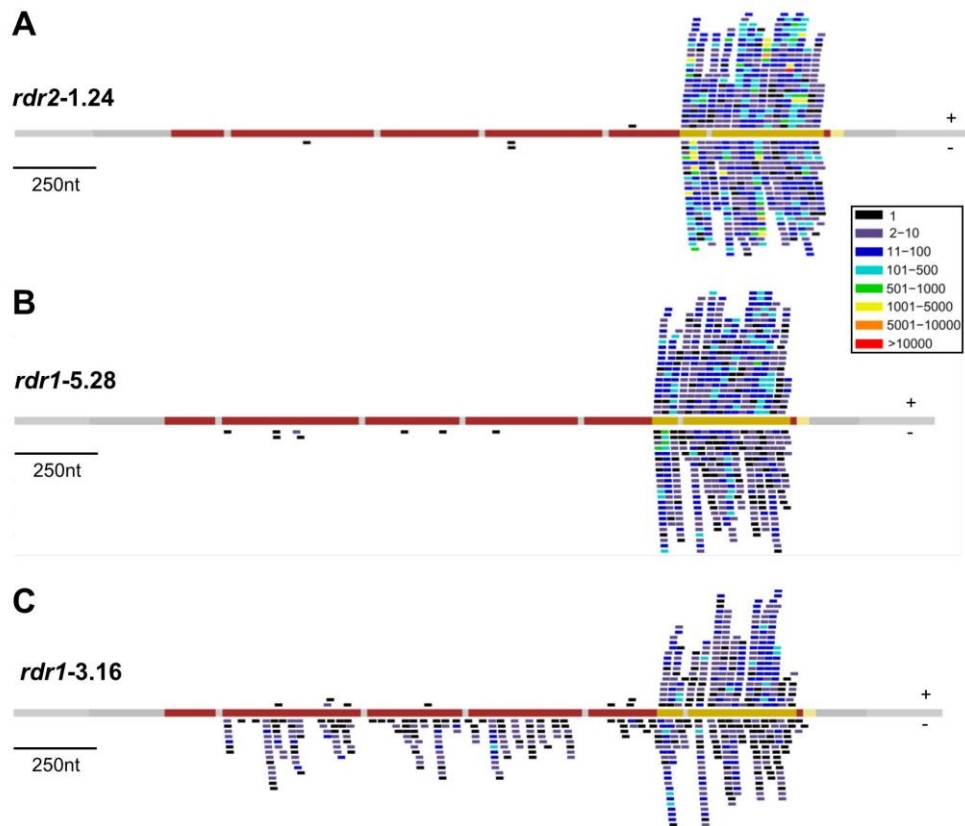 A
rdr2-1.24
+
-
250nt
1
2–10
11–100
101–500
501–1000
1001–5000
5001–10000
>10000
B
rdr1-5.28
+
-
250nt
C
rdr1-3.16
+
-
250nt